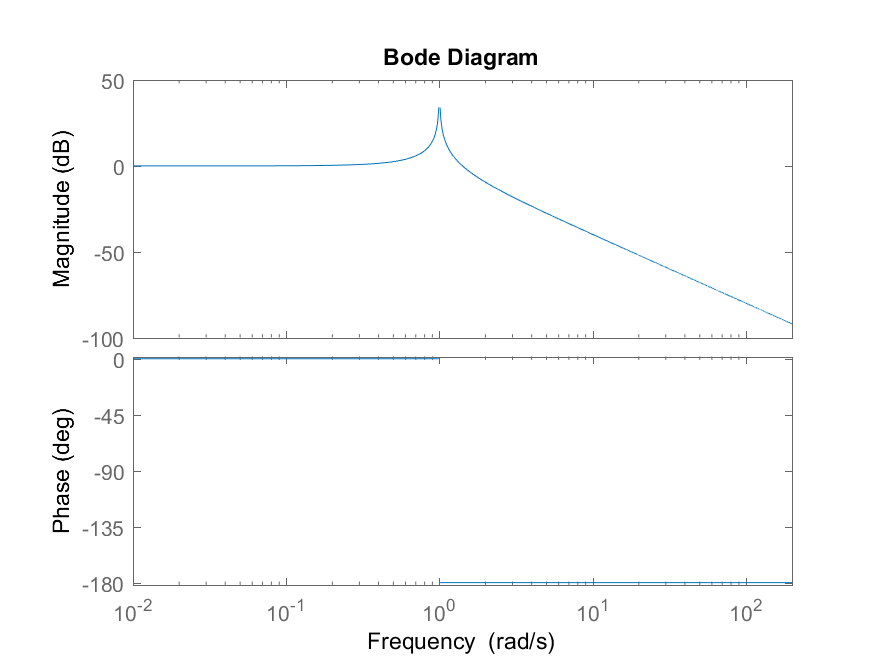 Bode Diagram
Magnitude (dB)
50
0
-50
-100
Phase (deg)
0
-45
-90
-135
-180
10^-2 10^-1 10^0 10^1 10^2
Frequency (rad/s)